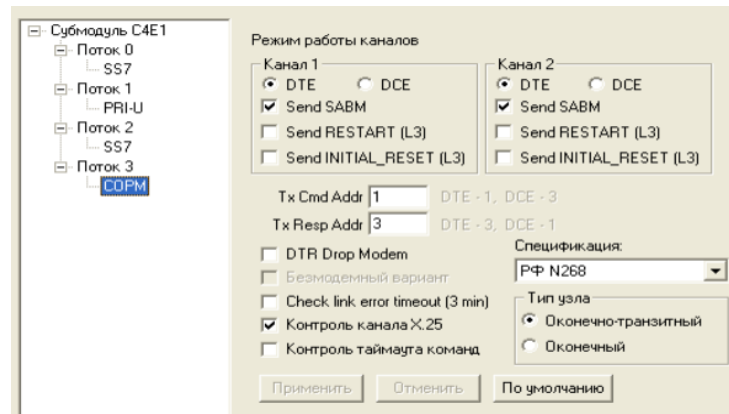 Субмодуль C4E1
Поток 0
SS7
Поток 1
PRI-U
Поток 2
SS7
Поток 3
СОРМ
Режим работы каналов
Канал 1
DTE DCE
Send SABM
Send RESTART (L3)
Send INITIAL_RESET (L3)
Канал 2
DTE DCE
Send SABM
Send RESTART (L3)
Send INITIAL_RESET (L3)
Tx Cmd Addr 1 DTE - 1, DCE - 3
Tx Resp Addr 3 DTE - 3, DCE - 1
DTR Drop Modem
Безмодемный вариант
Check link error timeout (3 min)
Контроль канала X.25
Контроль таймаута команд
Спецификация:
РФ N268
Тип узла
Оконечно-транзитный
Оконечный
Применить Отменить По умолчанию